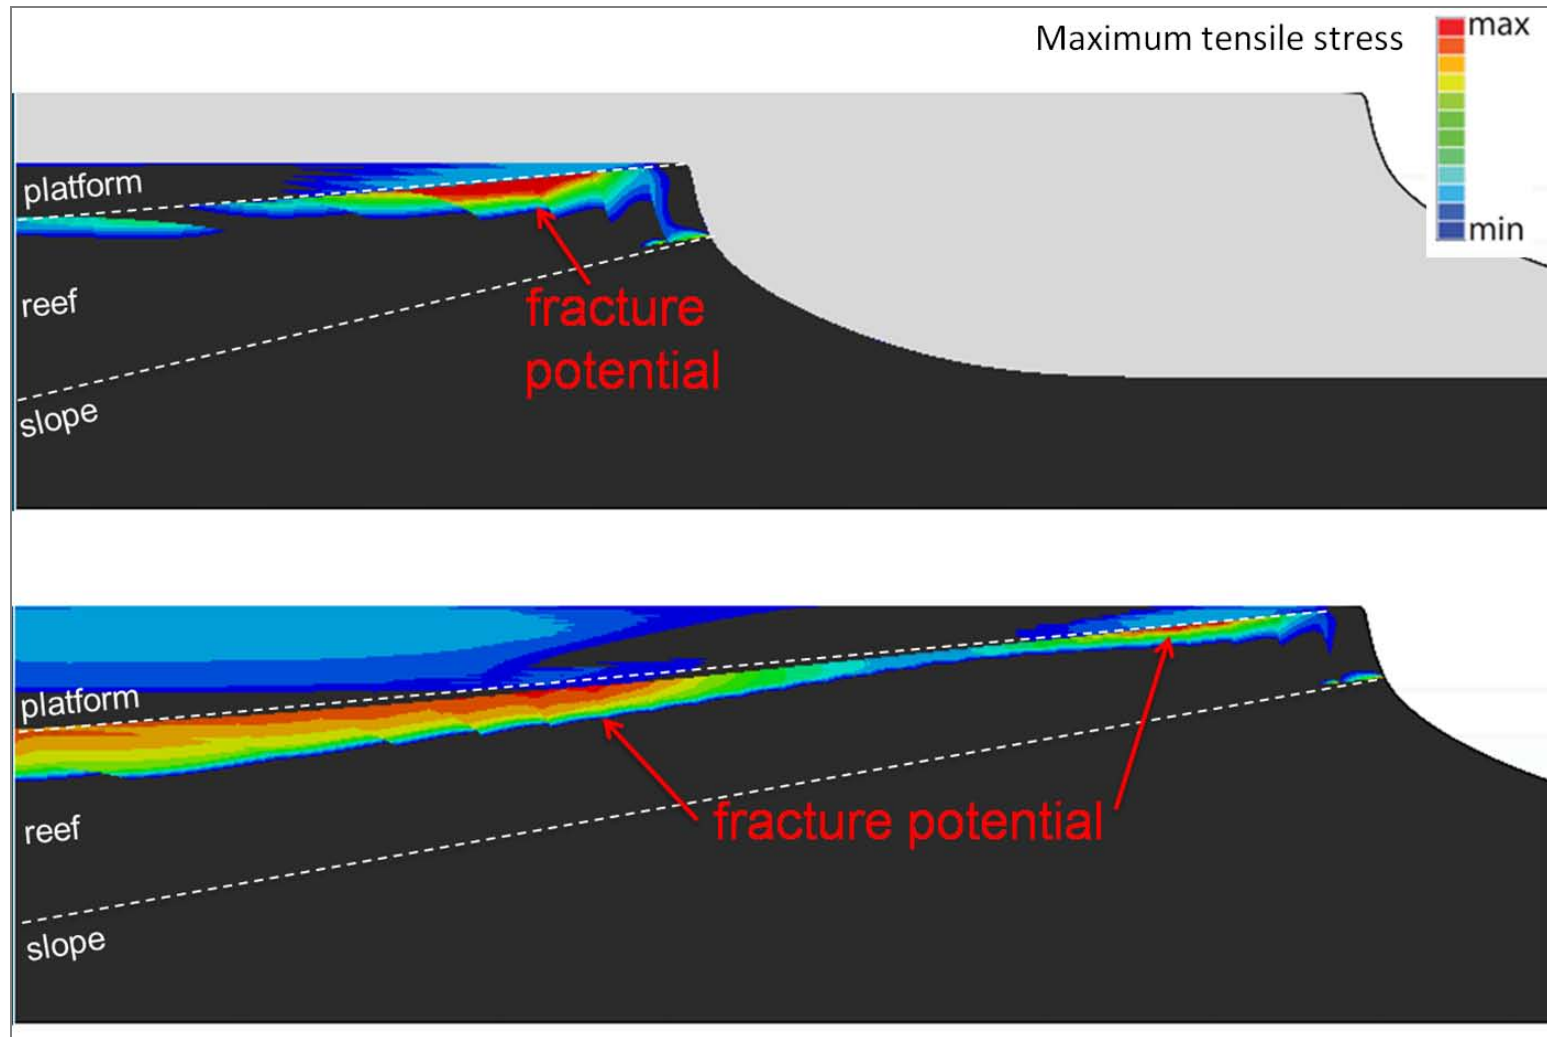 Maximum tensile stress
max
min
platform
reef
slope
fracture
potential
platform
reef
slope
fracture potential